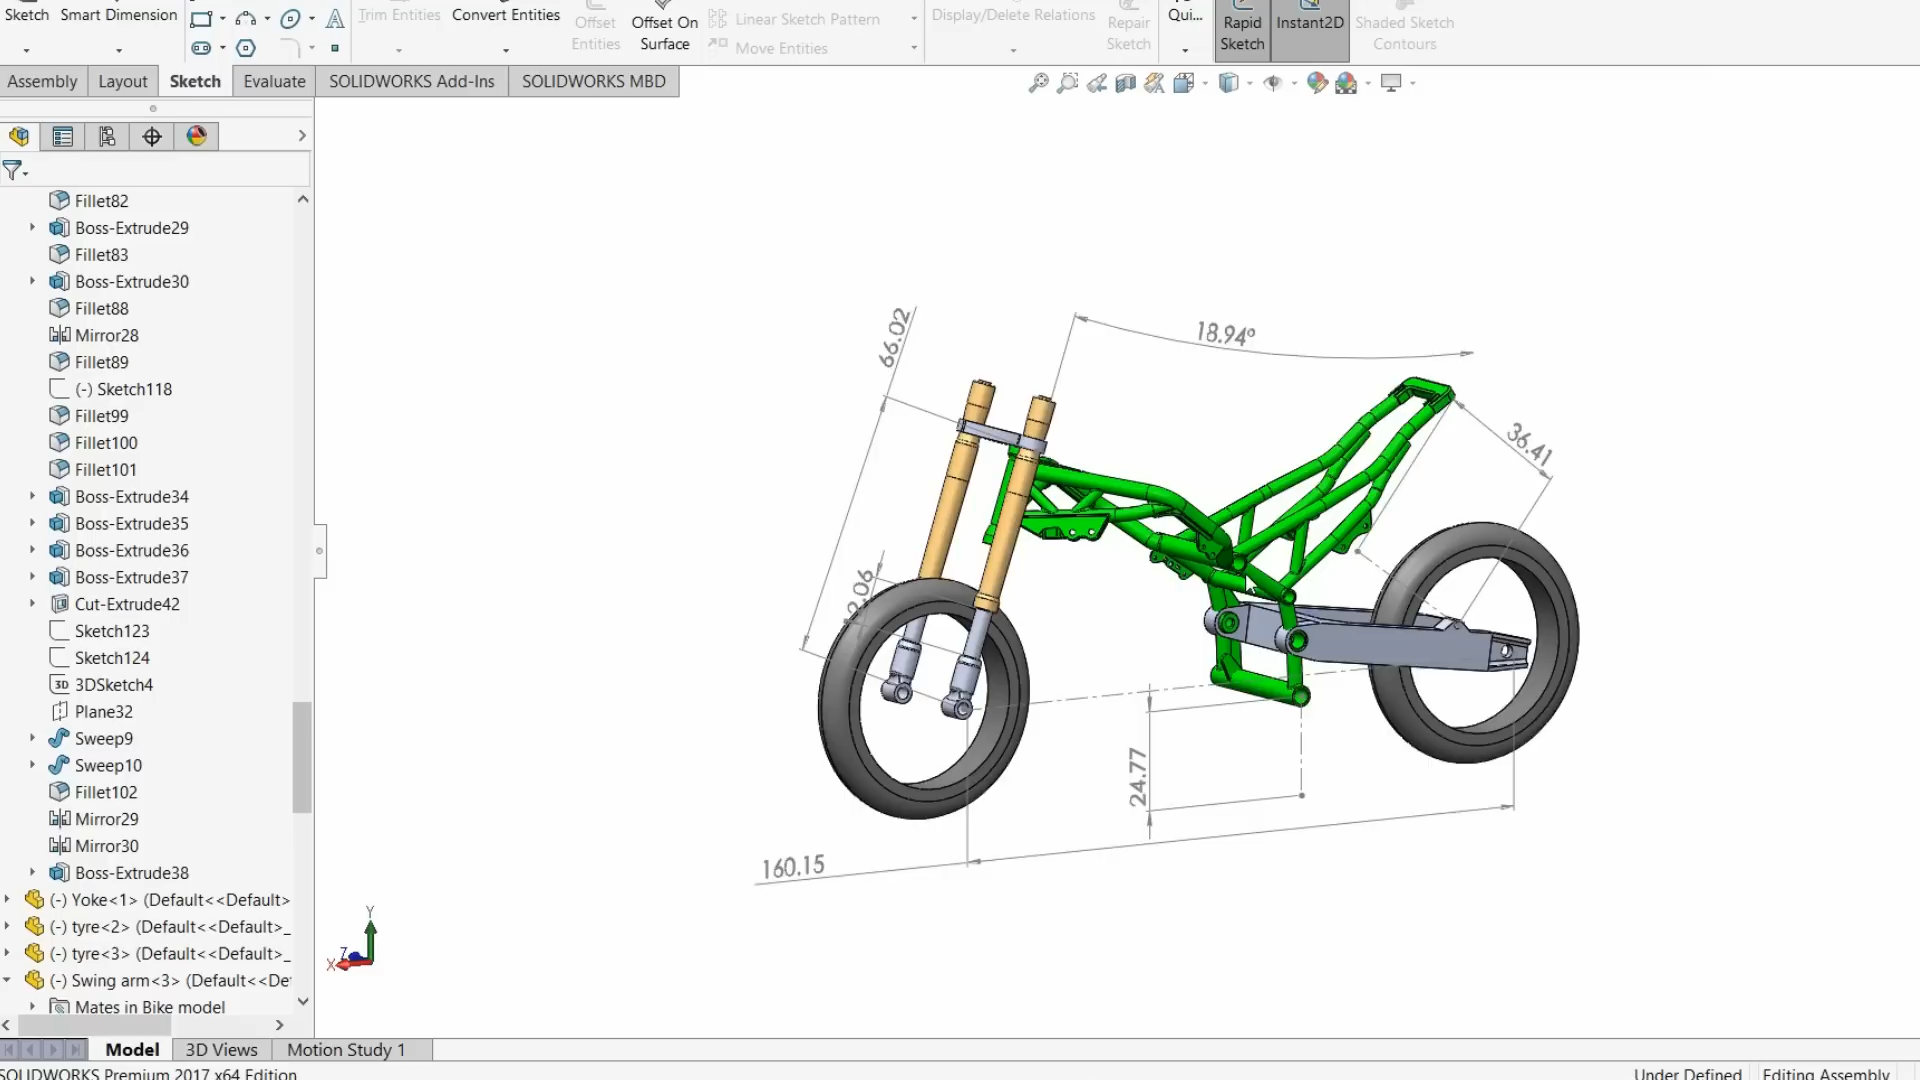 Sketch
Smart Dimension
Trim Entities
Convert Entities
Offset
Entities
Offset On
Surface
Linear Sketch Pattern
Move Entities
Display/Delete Relations
Repair
Sketch
Qui...
Rapid
Sketch
Instant2D
Shaded Sketch
Contours
Assembly
Layout
Sketch
Evaluate
SOLIDWORKS Add-Ins
SOLIDWORKS MBD
Fillet82
Boss-Extrude29
Fillet83
Boss-Extrude30
Fillet88
Mirror28
Fillet89
(-) Sketch118
Fillet99
Fillet100
Fillet101
Boss-Extrude34
Boss-Extrude35
Boss-Extrude36
Boss-Extrude37
Cut-Extrude42
Sketch123
Sketch124
3D 3DSketch4
Plane32
Sweep9
Sweep10
Fillet102
Mirror29
Mirror30
Boss-Extrude38
(-) Yoke<1> (Default<<Default>
(-) tyre<2> (Default<<Default>_
(-) tyre<3> (Default<<Default>_
(-) Swing arm<3> (Default<<De
Mates in Bike model
66.02
18.94°
36.41
2.06
24.77
160.15
Y
Z
X
Model
3D Views
Motion Study 1
SOLIDWORKS Premium 2017 x64 Edition
Under Defined
Editing Assembly